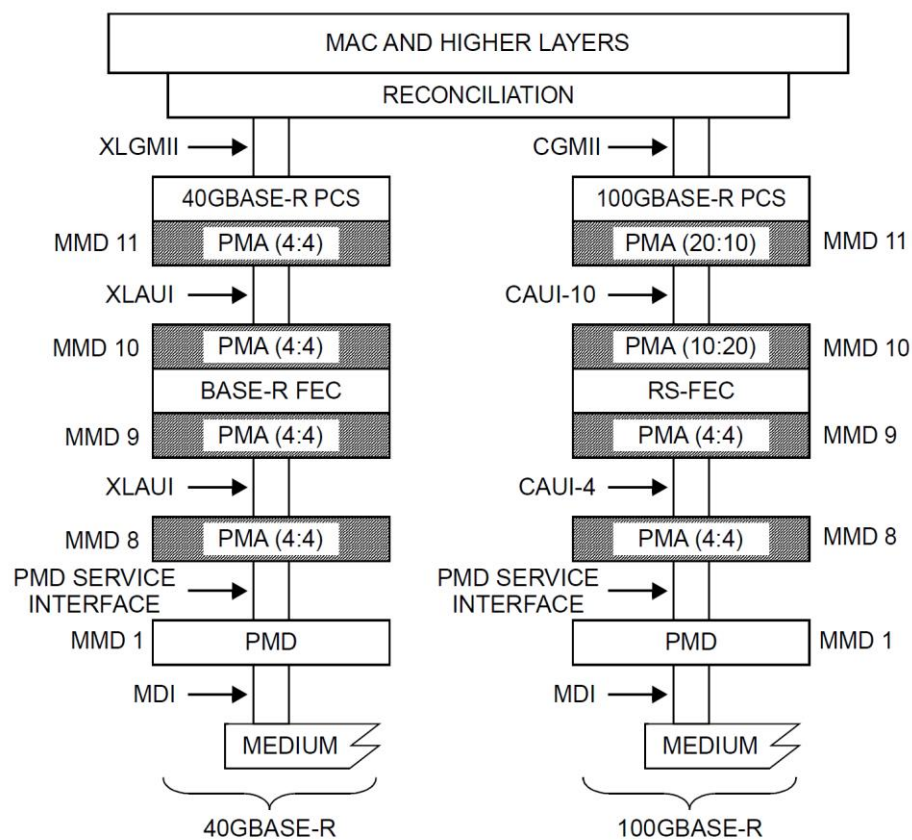 MAC AND HIGHER LAYERS
RECONCILIATION
XLGMII
CGMII
40GBASE-R PCS
100GBASE-R PCS
MMD 11
PMA (4:4)
PMA (20:10)
MMD 11
XLAUI
CAUI-10
MMD 10
PMA (4:4)
PMA (10:20)
MMD 10
BASE-R FEC
RS-FEC
MMD 9
PMA (4:4)
PMA (4:4)
MMD 9
XLAUI
CAUI-4
MMD 8
PMA (4:4)
PMA (4:4)
MMD 8
PMD SERVICE
INTERFACE
PMD SERVICE
INTERFACE
MMD 1
PMD
PMD
MMD 1
MDI
MDI
MEDIUM
MEDIUM
40GBASE-R
100GBASE-R